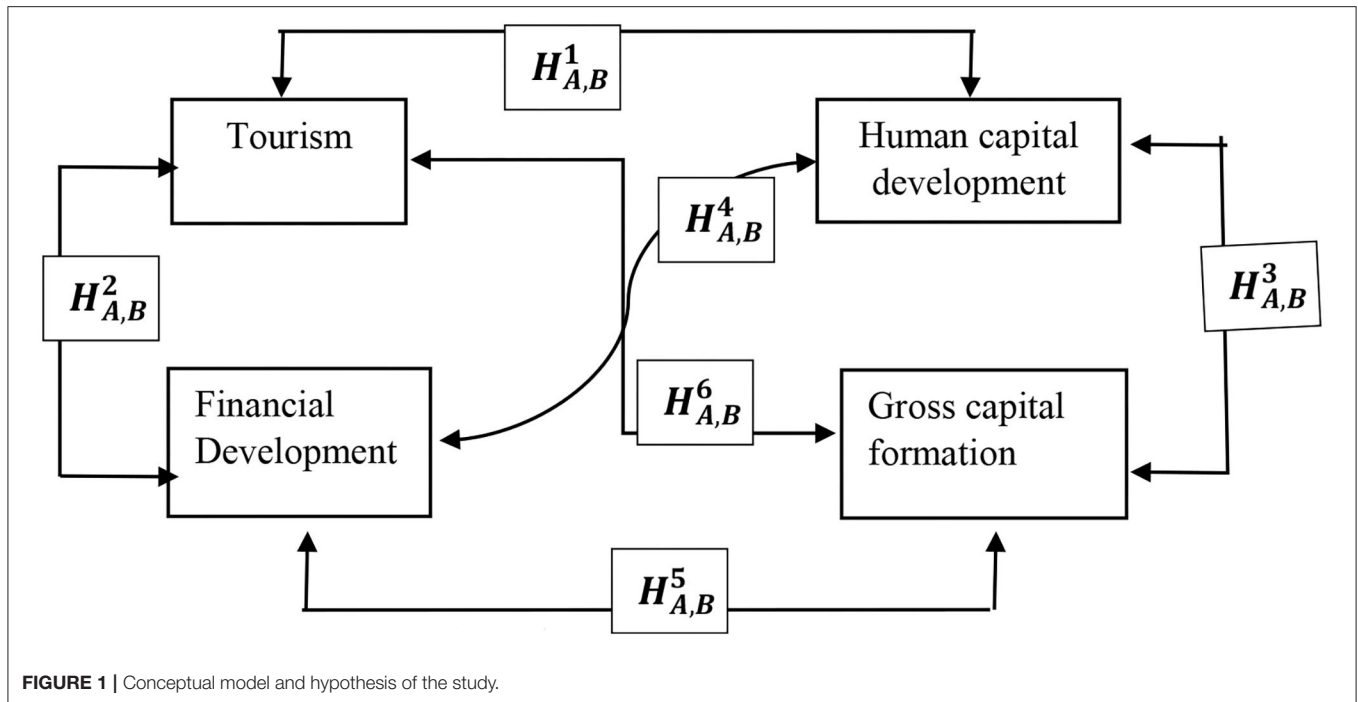 H¹A,B
Tourism
Human capital
development
H⁴A,B
H²A,B
H³A,B
Financial
Development
H⁶A,B
Gross capital
formation
H⁵A,B
FIGURE 1 | Conceptual model and hypothesis of the study.